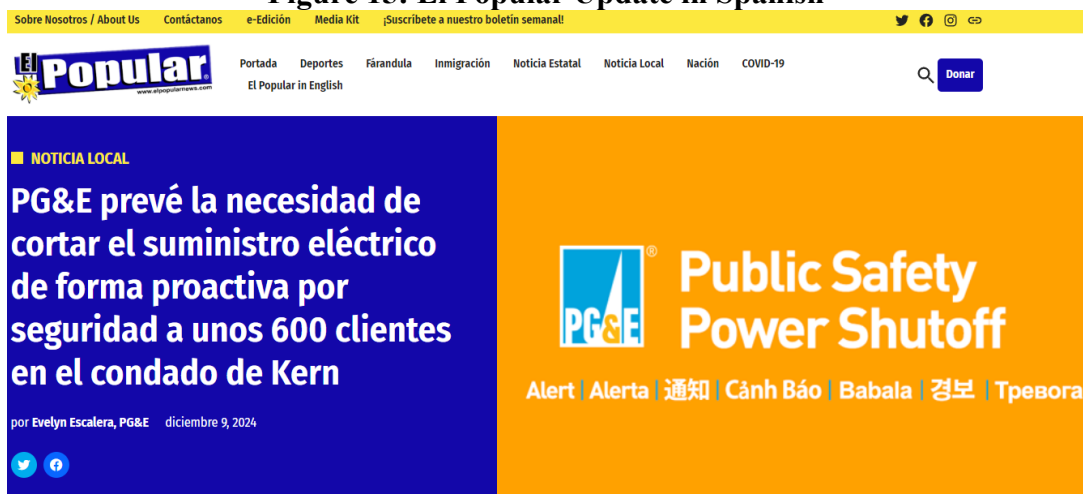 Figure 15: El Popular Update in Spanish
Sobre Nosotros / About Us Contáctanos e-Edición Media Kit ¡Suscríbete a nuestro boletín semanal!
El Popular
www.elpopularnews.com
Portada Deportes Fárandula Inmigración Noticia Estatal Noticia Local Nación COVID-19
El Popular in English
Donar
NOTICIA LOCAL
PG&E prevé la necesidad de
cortar el suministro eléctrico
de forma proactiva por
seguridad a unos 600 clientes
en el condado de Kern
por Evelyn Escalera, PG&E diciembre 9, 2024
PG&E ®
Public Safety
Power Shutoff
Alert | Alerta | 通知 | Cảnh Báo | Babala | 경보 | Тревога